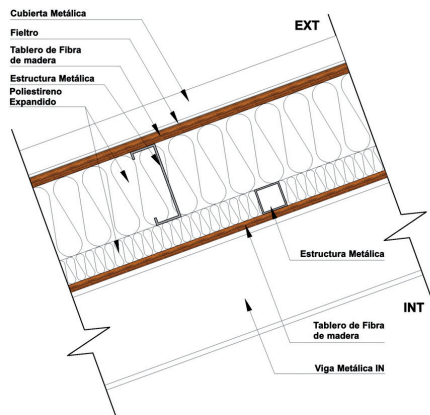 Cubierta Metálica
EXT
Fieltro
Tablero de Fibra
de madera
Estructura Metálica
Poliestireno
Expandido
Estructura Metálica
INT
Tablero de Fibra
de madera
Viga Metálica IN